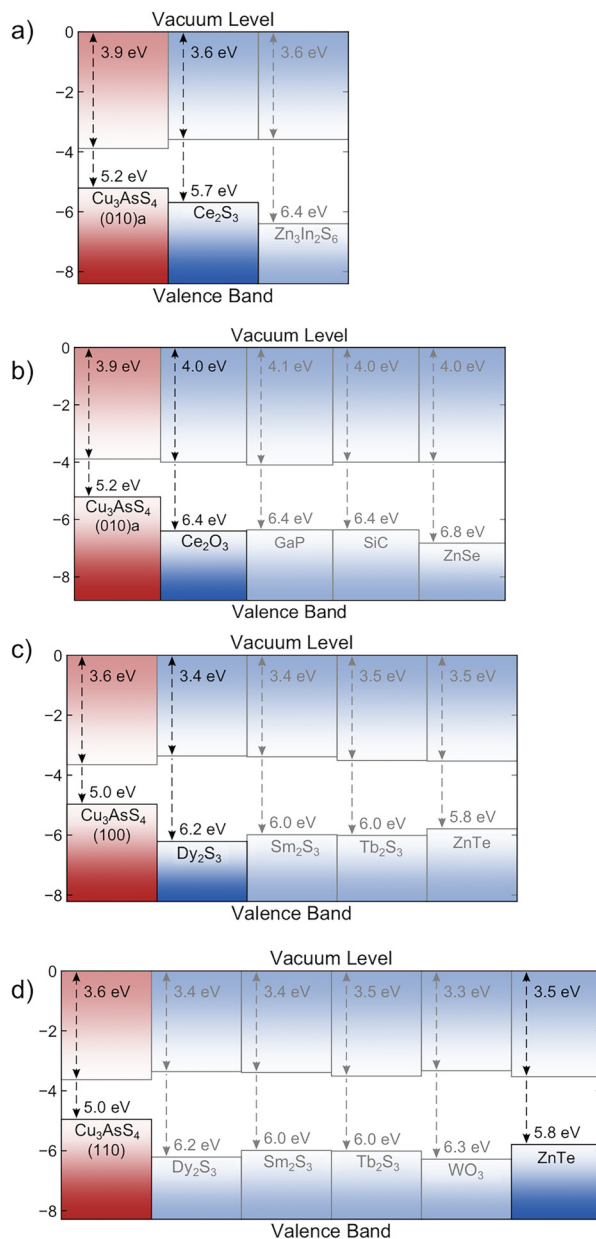 a)
Vacuum Level
0
3.9 eV 3.6 eV 3.6 eV
−2
−4
5.2 eV
Cu₃AsS₄
(010)a
5.7 eV
Ce₂S₃
−6
6.4 eV
Zn₃In₂S₆
−8
Valence Band
b)
Vacuum Level
0
3.9 eV 4.0 eV 4.1 eV 4.0 eV 4.0 eV
−2
−4
5.2 eV
Cu₃AsS₄
(010)a
−6
6.4 eV 6.4 eV 6.4 eV 6.8 eV
Ce₂O₃ GaP SiC ZnSe
−8
Valence Band
c)
Vacuum Level
0
3.6 eV 3.4 eV 3.4 eV 3.5 eV 3.5 eV
−2
−4
5.0 eV
Cu₃AsS₄
(100)
−6
6.2 eV 6.0 eV 6.0 eV 5.8 eV
Dy₂S₃ Sm₂S₃ Tb₂S₃ ZnTe
−8
Valence Band
d)
Vacuum Level
0
3.6 eV 3.4 eV 3.4 eV 3.5 eV 3.3 eV 3.5 eV
−2
−4
5.0 eV
Cu₃AsS₄
(110)
−6
6.2 eV 6.0 eV 6.0 eV 6.3 eV 5.8 eV
Dy₂S₃ Sm₂S₃ Tb₂S₃ WO₃ ZnTe
−8
Valence Band